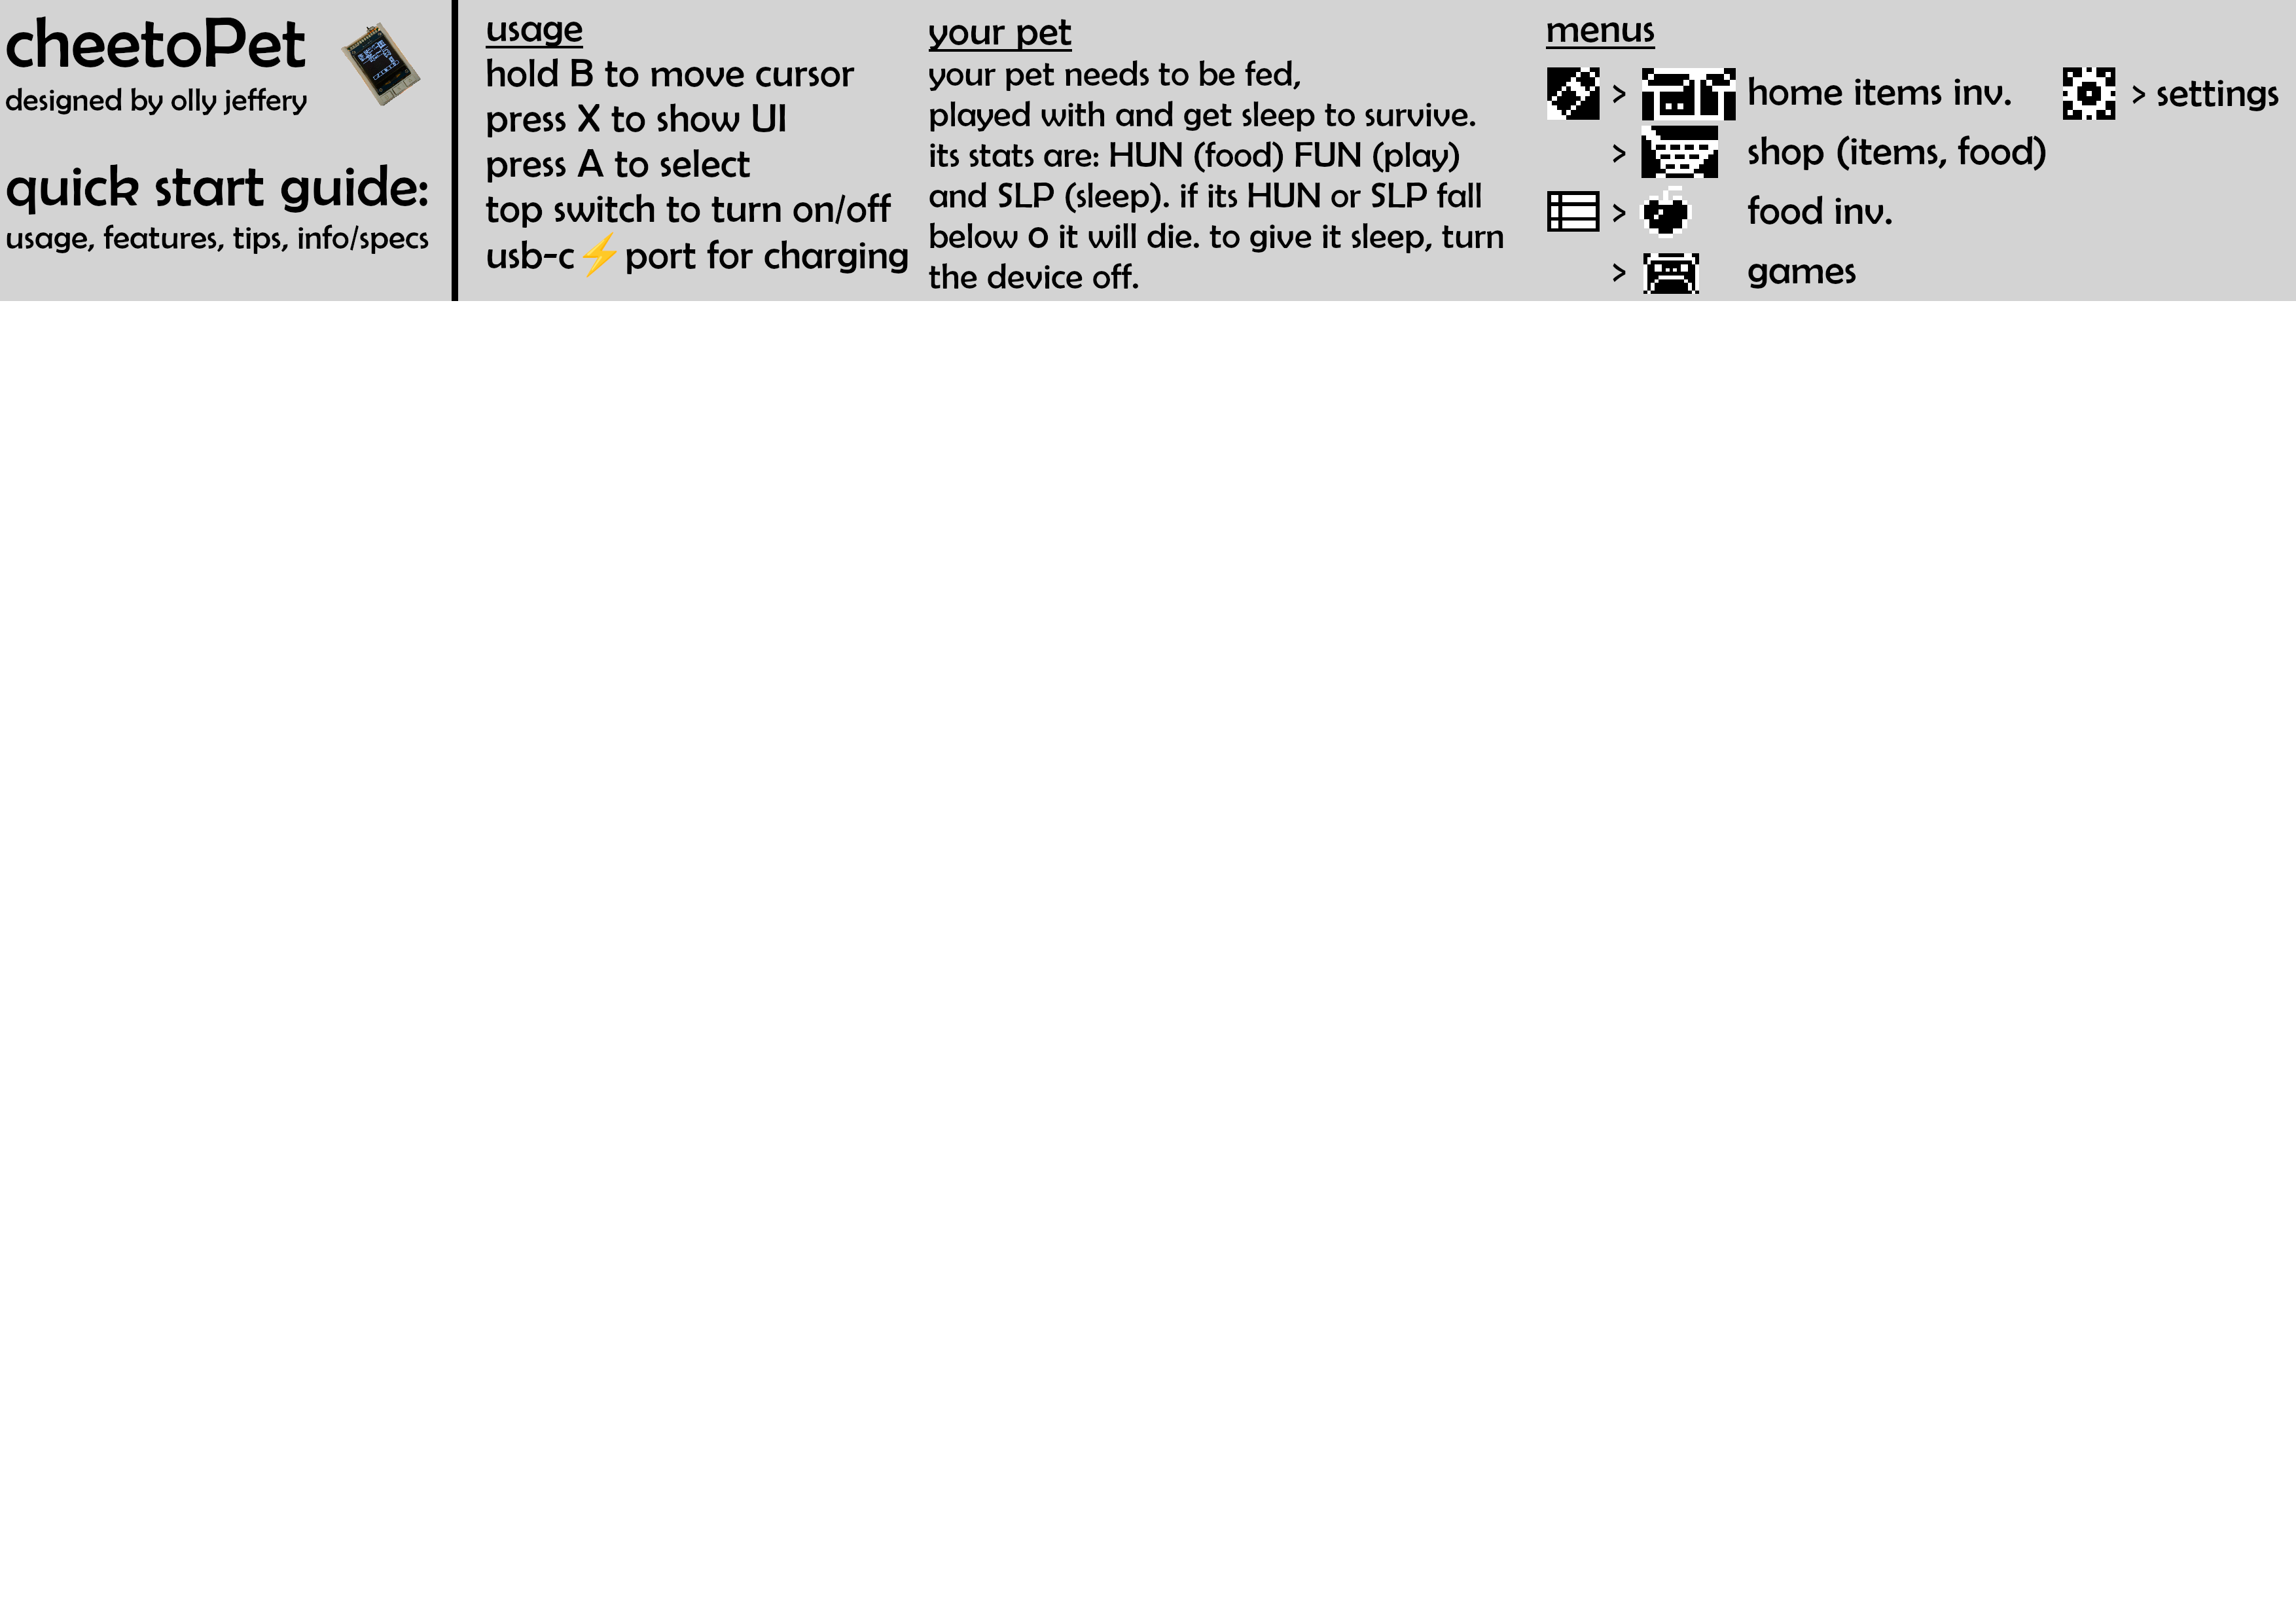 cheetoPet
designed by olly jeffery
quick start guide:
usage, features, tips, info/specs
usage
hold B to move cursor
press X to show UI
press A to select
top switch to turn on/off
usb-c⚡port for charging
your pet
your pet needs to be fed,
played with and get sleep to survive.
its stats are: HUN (food) FUN (play)
and SLP (sleep). if its HUN or SLP fall
below 0 it will die. to give it sleep, turn
the device off.
menus
> home items inv.
> settings
> shop (items, food)
> food inv.
> games